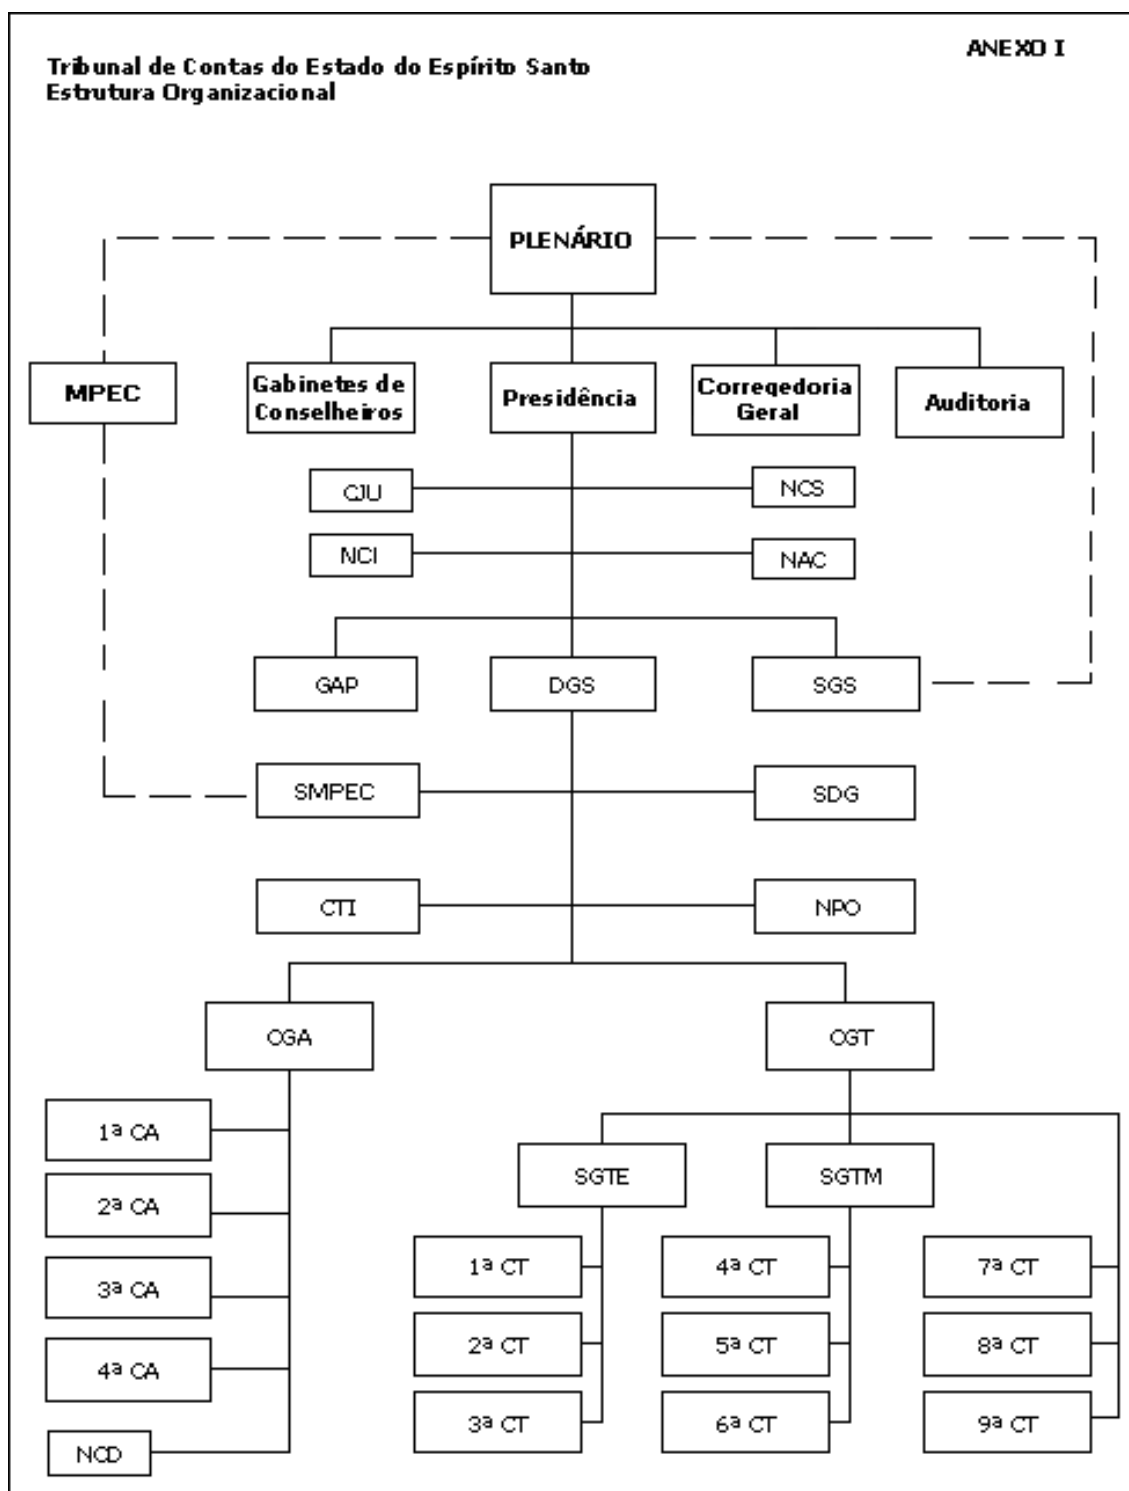 ANEXO I
Tribunal de Contas do Estado do Espírito Santo
Estrutura Organizacional
PLENÁRIO
MPEC
Gabinetes de
Conselheiros
Presidência
Corregedoria
Geral
Auditoria
CJU
NCS
NCI
NAC
GAP
DGS
SGS
SMPEC
SDG
CTI
NPO
CGA
CGT
1ª CA
2ª CA
3ª CA
4ª CA
NCD
SGTE
SGTM
1ª CT
4ª CT
7ª CT
2ª CT
5ª CT
8ª CT
3ª CT
6ª CT
9ª CT